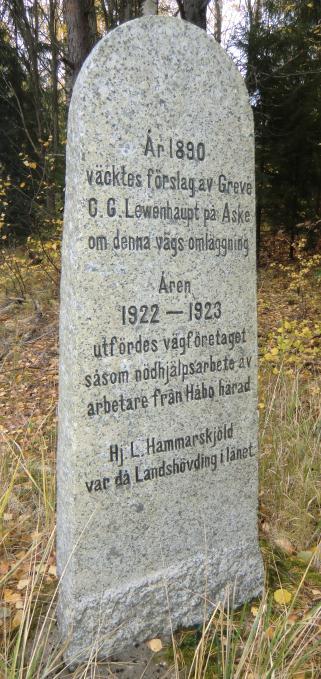 År 1890
väcktes förslag av Greve
C. G. Lewenhaupt på Aske
om denna vägs omläggning
Åren
1922 — 1923
utfördes vägföretaget
såsom nödhjälpsarbete av
arbetare från Håbo härad
Hj. L. Hammarskjöld
var då Landshövding i länet